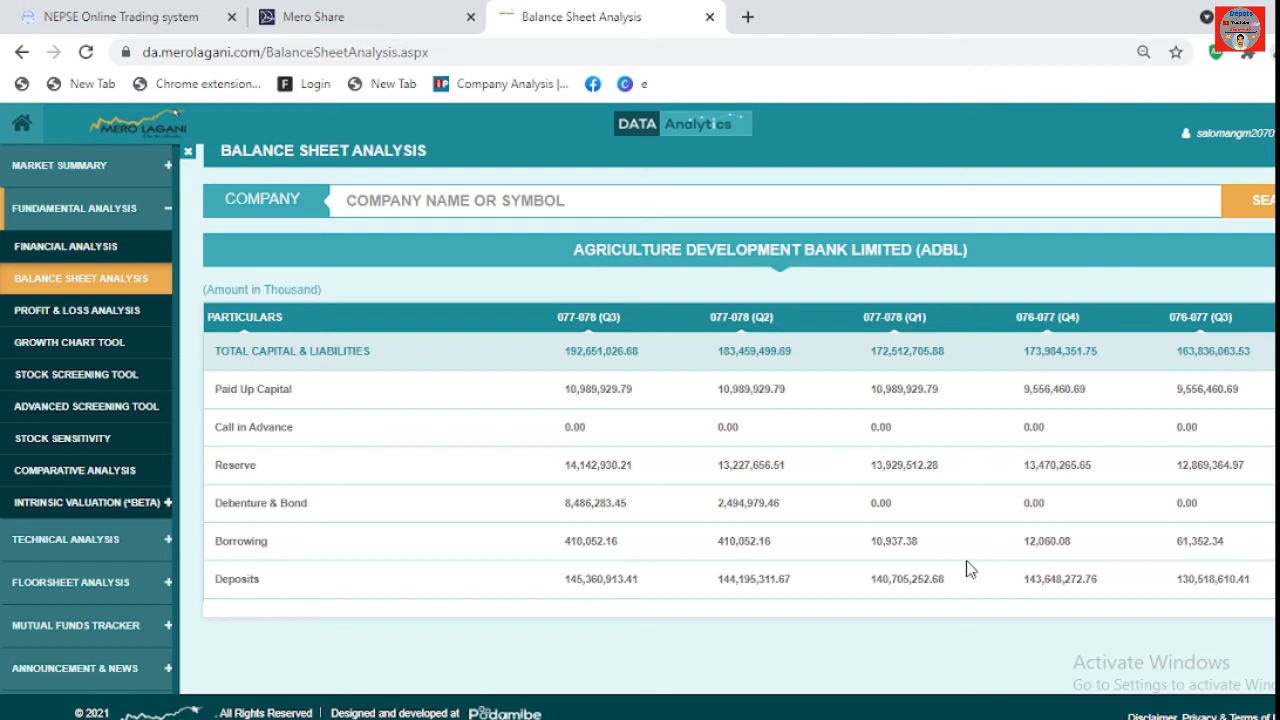 NEPSE Online Trading system
Mero Share
Balance Sheet Analysis
Depots
Youtube
da.merolagani.com/BalanceSheetAnalysis.aspx
New Tab
Chrome extension...
Login
New Tab
Company Analysis |...
e
MERO LAGANI
DATA Analytics
salomangm2070
BALANCE SHEET ANALYSIS
COMPANY
COMPANY NAME OR SYMBOL
SEA
AGRICULTURE DEVELOPMENT BANK LIMITED (ADBL)
(Amount in Thousand)
PARTICULARS 077-078 (Q3) 077-078 (Q2) 077-078 (Q1) 076-077 (Q4) 076-077 (Q3)
TOTAL CAPITAL & LIABILITIES 192,651,026.68 183,459,499.69 172,512,705.88 173,984,351.75 163,836,063.53
Paid Up Capital 10,989,929.79 10,989,929.79 10,989,929.79 9,556,460.69 9,556,460.69
Call in Advance 0.00 0.00 0.00 0.00 0.00
Reserve 14,142,930.21 13,227,656.51 13,929,512.28 13,470,265.65 12,869,364.97
Debenture & Bond 8,486,283.45 2,494,979.46 0.00 0.00 0.00
Borrowing 410,052.16 410,052.16 10,937.38 12,060.08 61,352.34
Deposits 145,360,913.41 144,195,311.67 140,705,252.68 143,648,272.76 130,518,610.41
MARKET SUMMARY +
FUNDAMENTAL ANALYSIS −
FINANCIAL ANALYSIS
BALANCE SHEET ANALYSIS
PROFIT & LOSS ANALYSIS
GROWTH CHART TOOL
STOCK SCREENING TOOL
ADVANCED SCREENING TOOL
STOCK SENSITIVITY
COMPARATIVE ANALYSIS
INTRINSIC VALUATION (*BETA) +
TECHNICAL ANALYSIS +
FLOORSHEET ANALYSIS +
MUTUAL FUNDS TRACKER +
ANNOUNCEMENT & NEWS +
Activate Windows
Go to Settings to activate Wind
© 2021 . All Rights Reserved | Designed and developed at Podamibe
Disclaimer, Privacy & Terms of